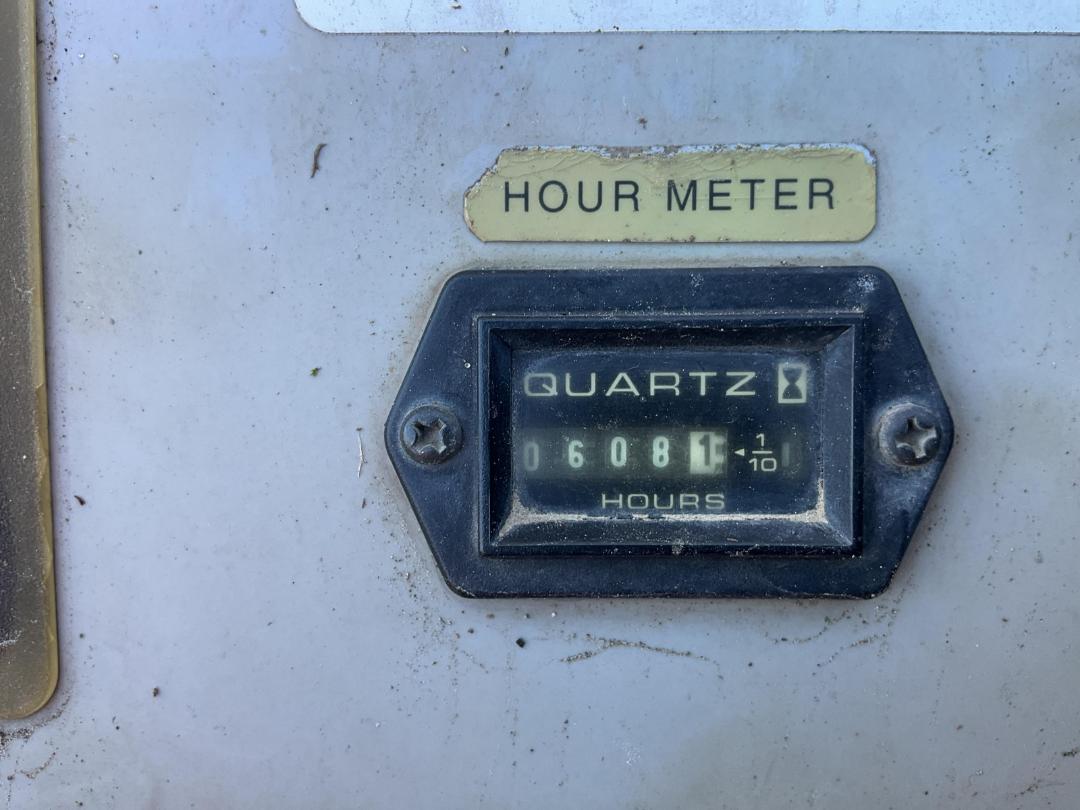 HOUR METER
QUARTZ
0 6 0 8 1 ◄ 1/10
HOURS